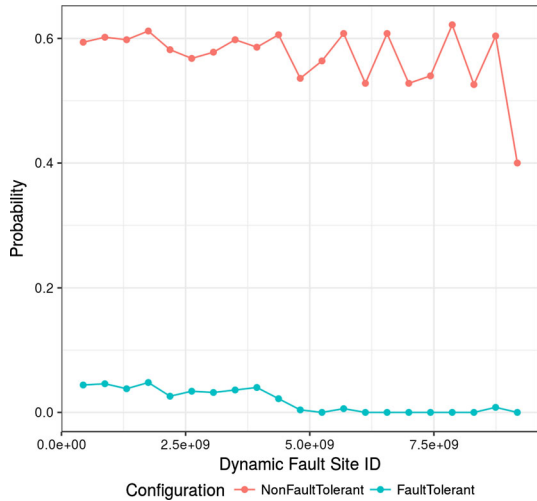 Probability
0.6
0.4
0.2
0.0
0.0e+00 2.5e+09 5.0e+09 7.5e+09
Dynamic Fault Site ID
Configuration NonFaultTolerant FaultTolerant